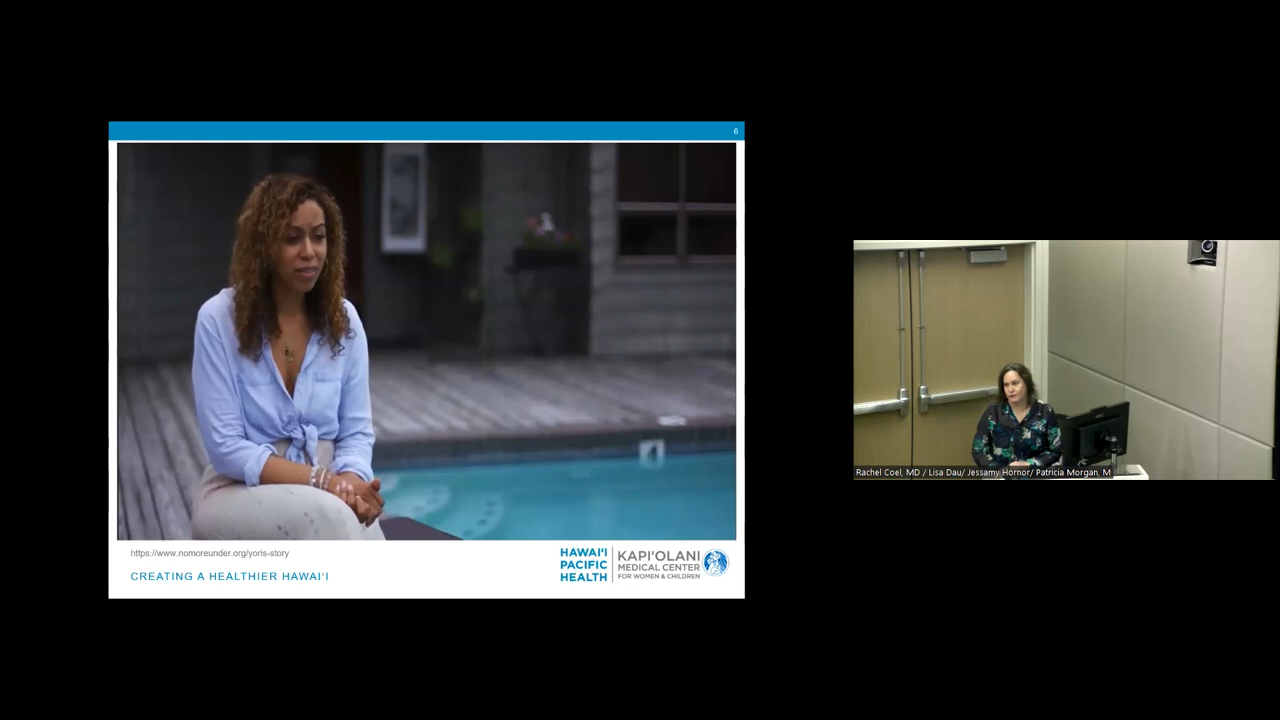 6
https://www.nomoreunder.org/yoris-story
CREATING A HEALTHIER HAWAI‘I
HAWAI‘I
PACIFIC
HEALTH
KAPI‘OLANI
MEDICAL CENTER
FOR WOMEN & CHILDREN
Rachel Coel, MD / Lisa Dau/ Jessamy Hornor/ Patricia Morgan, M